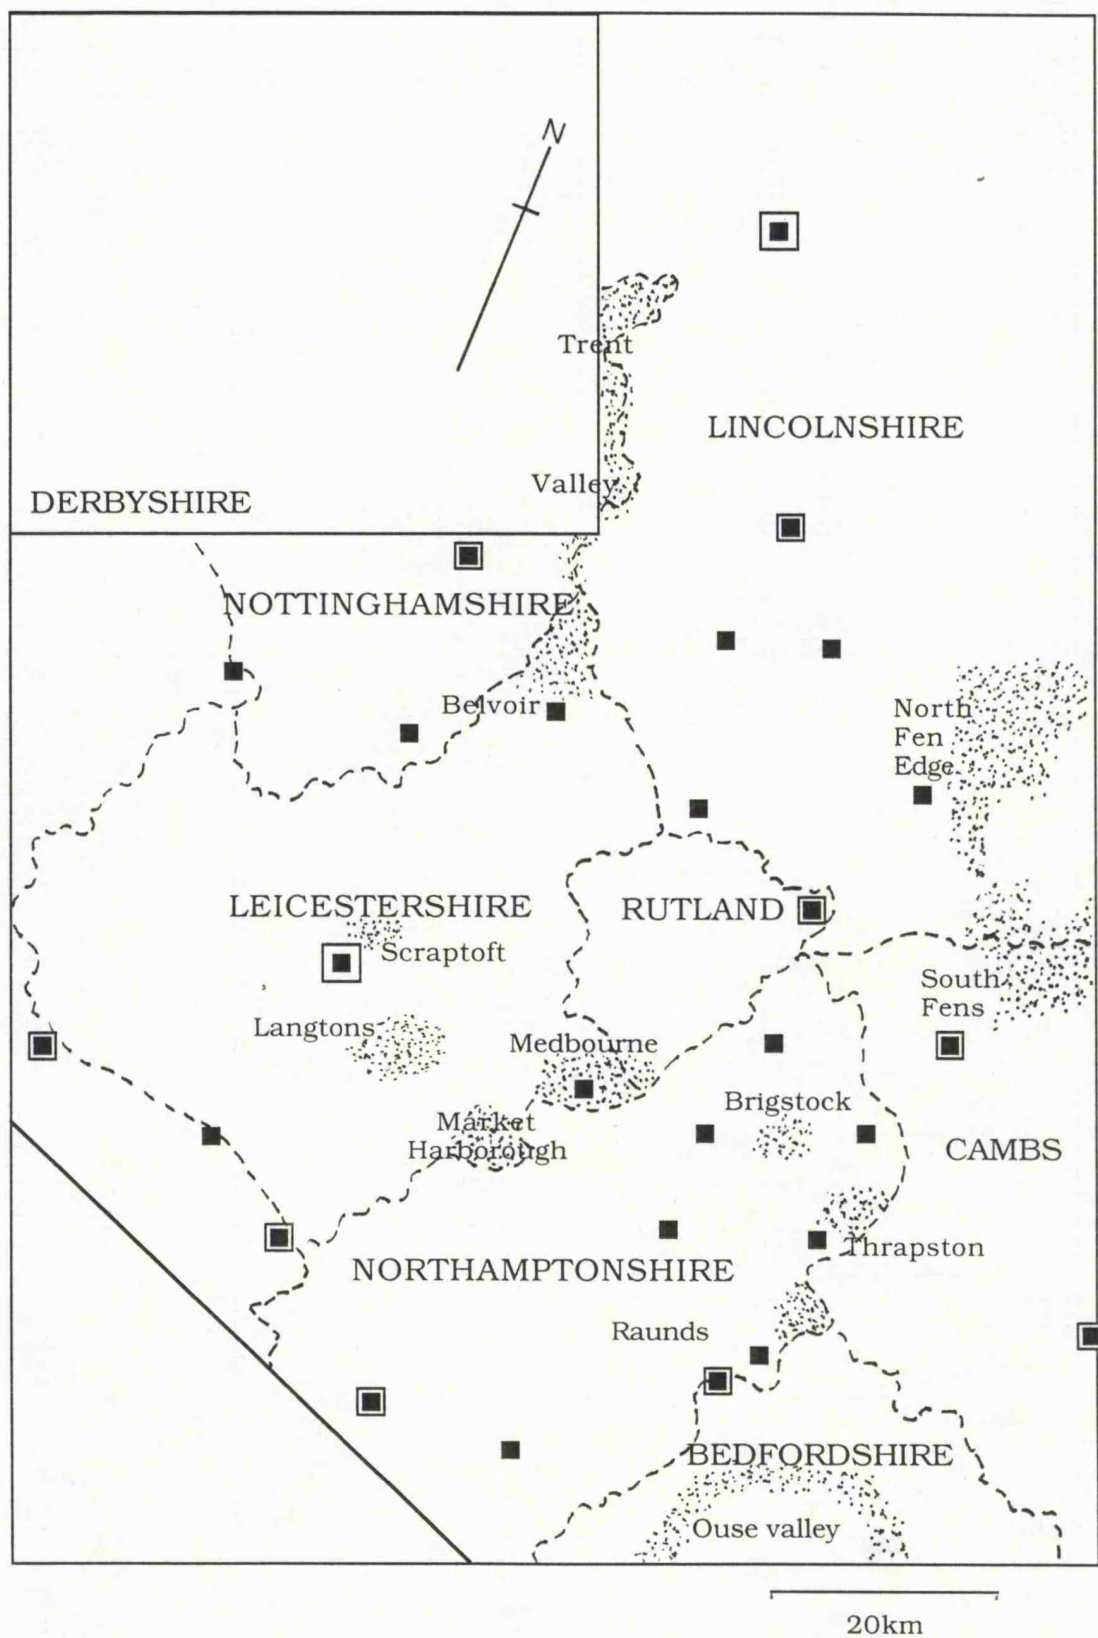 N
Trent
LINCOLNSHIRE
Valley
DERBYSHIRE
NOTTINGHAMSHIRE
Belvoir
North
Fen
Edge
LEICESTERSHIRE
RUTLAND
Scraptoft
South
Fens
Langtons
Medbourne
Brigstock
Market
Harborough
CAMBS
Thrapston
NORTHAMPTONSHIRE
Raunds
BEDFORDSHIRE
Ouse valley
20km